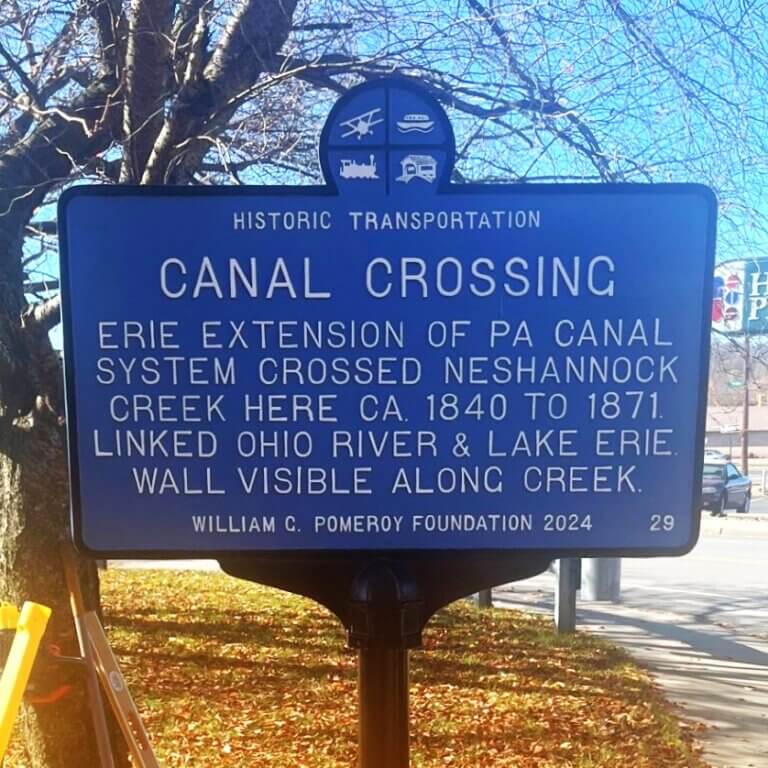 HISTORIC TRANSPORTATION
CANAL CROSSING
ERIE EXTENSION OF PA CANAL
SYSTEM CROSSED NESHANNOCK
CREEK HERE CA. 1840 TO 1871.
LINKED OHIO RIVER & LAKE ERIE.
WALL VISIBLE ALONG CREEK.
WILLIAM G. POMEROY FOUNDATION 2024 29